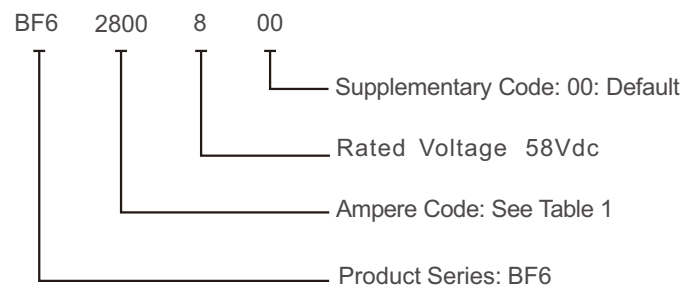 BF6 2800 8 00
Supplementary Code: 00: Default
Rated Voltage 58Vdc
Ampere Code: See Table 1
Product Series: BF6